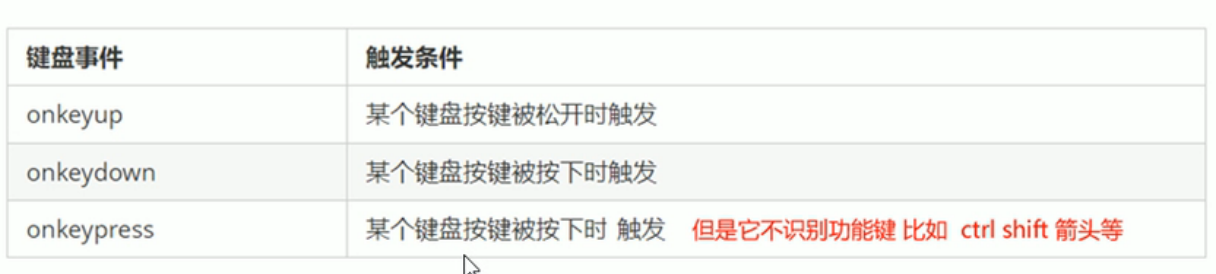 键盘事件 触发条件
onkeyup 某个键盘按键被松开时触发
onkeydown 某个键盘按键被按下时触发
onkeypress 某个键盘按键被按下时 触发 但是它不识别功能键 比如 ctrl shift 箭头等